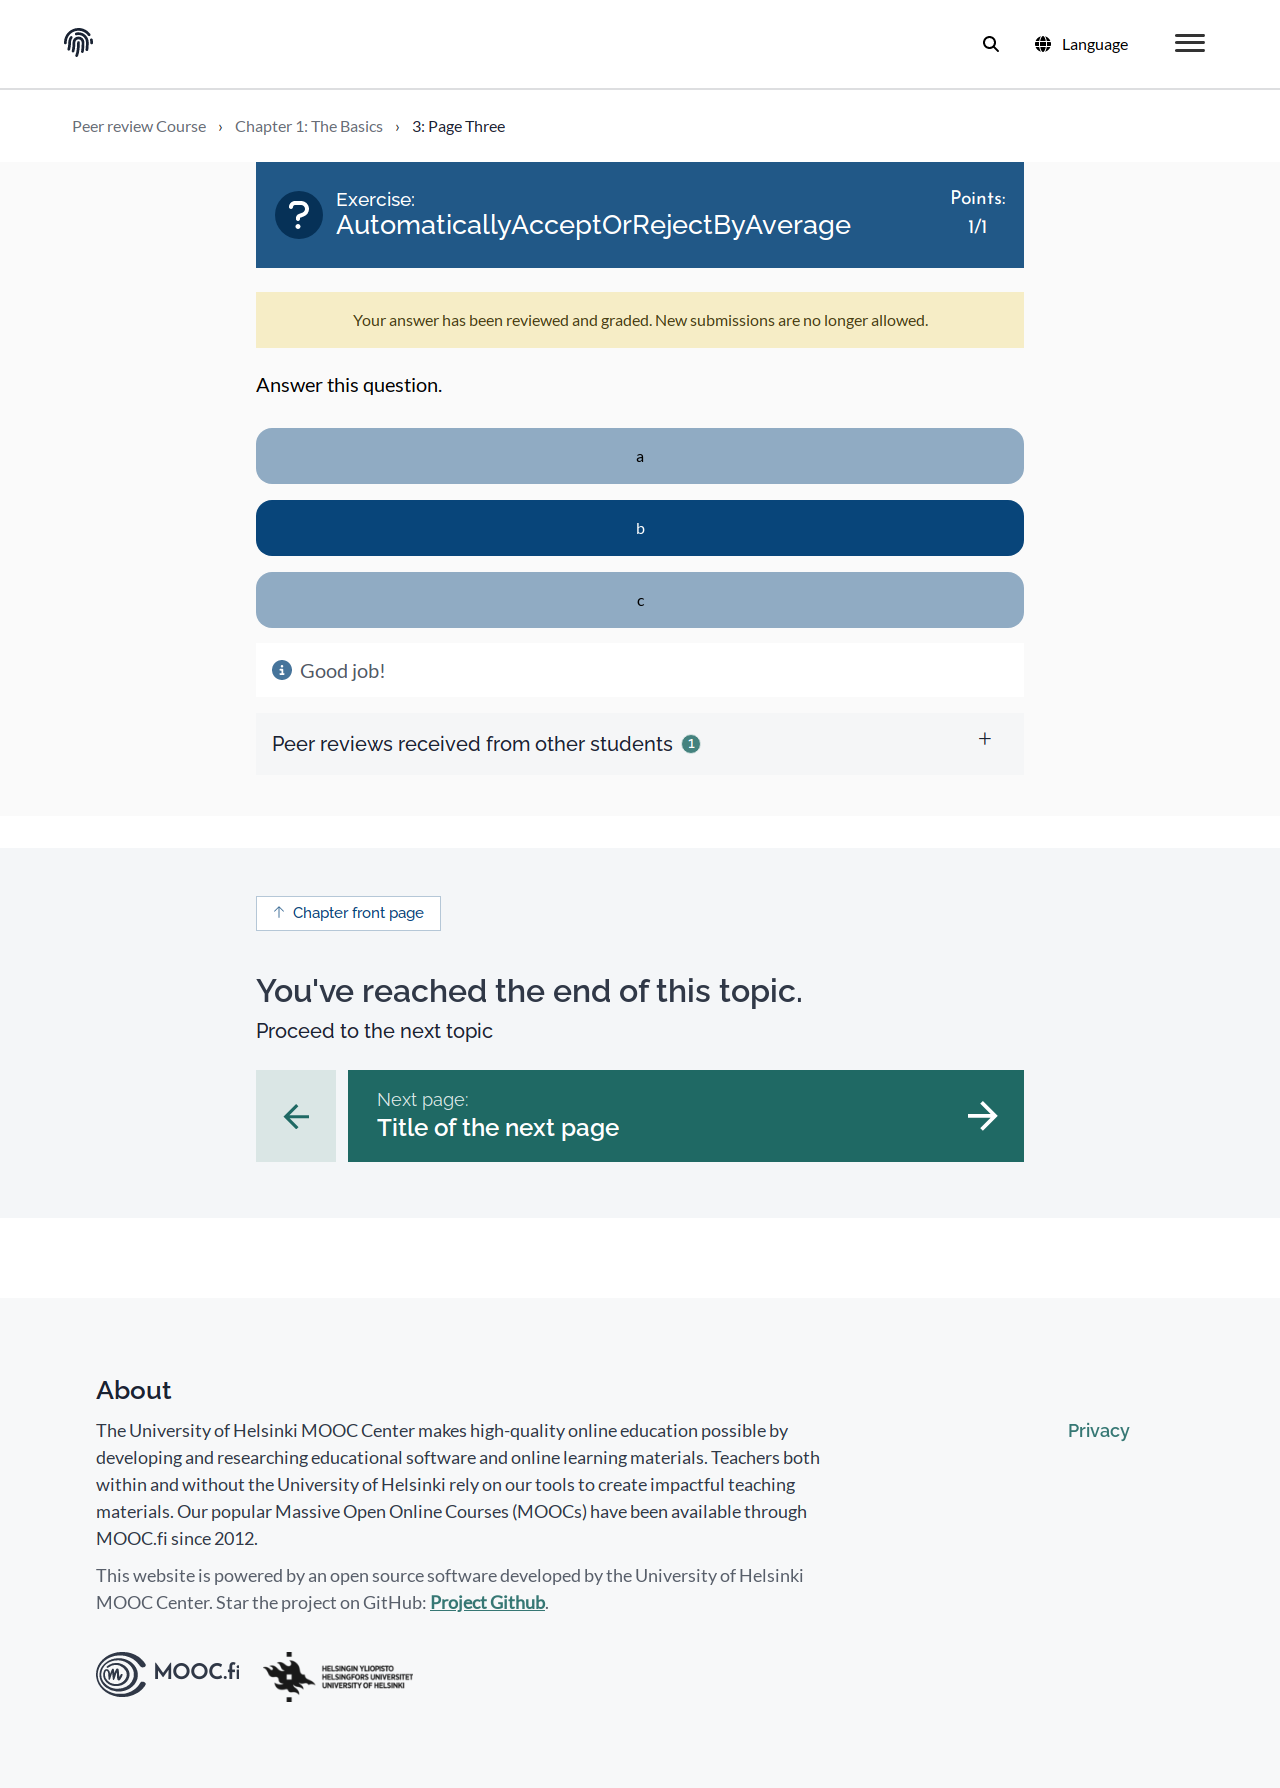 Language
Peer review Course › Chapter 1: The Basics › 3: Page Three
Exercise:
AutomaticallyAcceptOrRejectByAverage
Points:
1/1
Your answer has been reviewed and graded. New submissions are no longer allowed.
Answer this question.
a
b
c
Good job!
Peer reviews received from other students 1
Chapter front page
You've reached the end of this topic.
Proceed to the next topic
Next page:
Title of the next page
About
The University of Helsinki MOOC Center makes high-quality online education possible by
developing and researching educational software and online learning materials. Teachers both
within and without the University of Helsinki rely on our tools to create impactful teaching
materials. Our popular Massive Open Online Courses (MOOCs) have been available through
MOOC.fi since 2012.
Privacy
This website is powered by an open source software developed by the University of Helsinki
MOOC Center. Star the project on GitHub: Project Github.
MOOC.fi
HELSINGIN YLIOPISTO
HELSINGFORS UNIVERSITET
UNIVERSITY OF HELSINKI